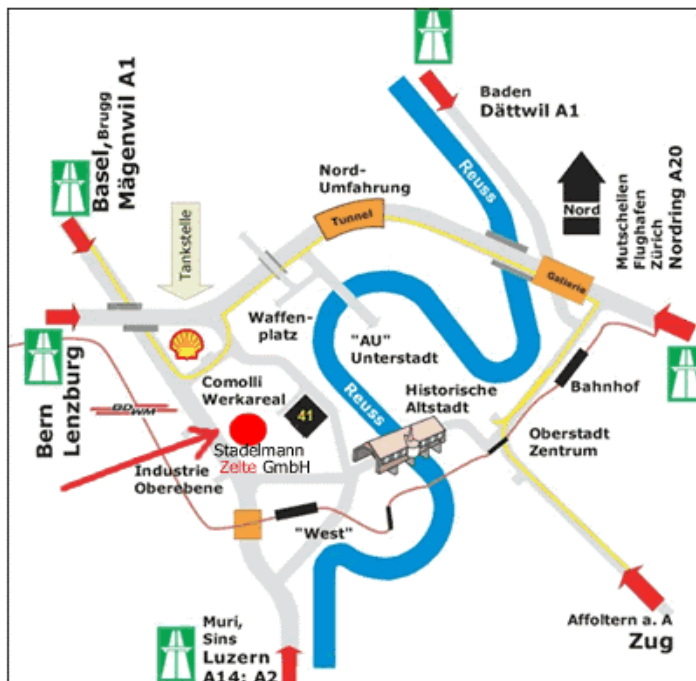 Baden
Dättwil A1
Basel, Brugg
Mägenwil A1
Reuss
Nord-
Umfahrung
Tunnel
Nord
Mutschellen
Flughafen
Zürich
Nordring A20
Tankstelle
Gallerie
Waffen-
platz
"AU"
Unterstadt
Bern
Lenzburg
Comolli
Werkareal
41
Reuss
Historische
Altstadt
Bahnhof
BDWM
Stadelmann
Zelte GmbH
Oberstadt
Zentrum
Industrie
Oberebene
"West"
Affoltern a. A
Zug
Muri,
Sins
Luzern
A14; A2